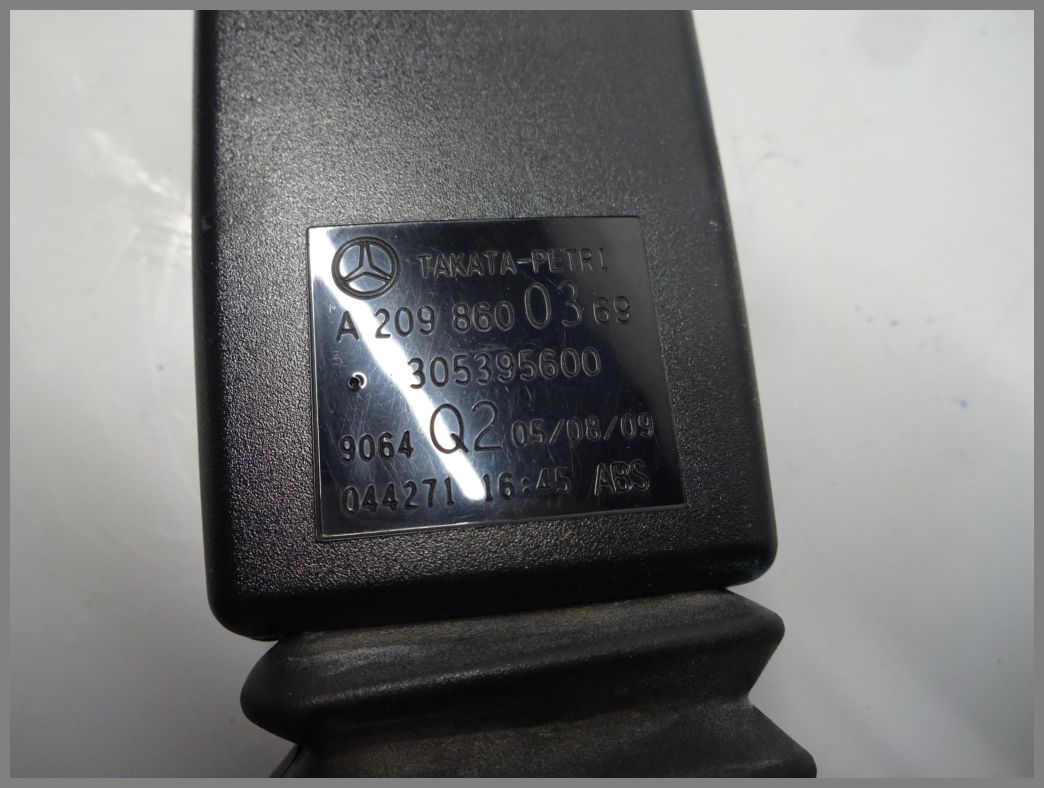 TAKATA-PETRI
A 209 860 03 69
305395600
9064 Q2 05/08/09
044271 16:45 ABS